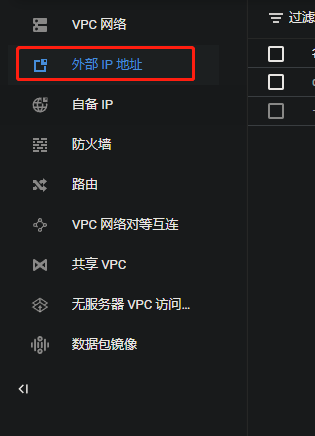 VPC 网络
过滤
外部 IP 地址
自备 IP
防火墙
路由
VPC 网络对等互连
共享 VPC
无服务器 VPC 访问...
数据包镜像